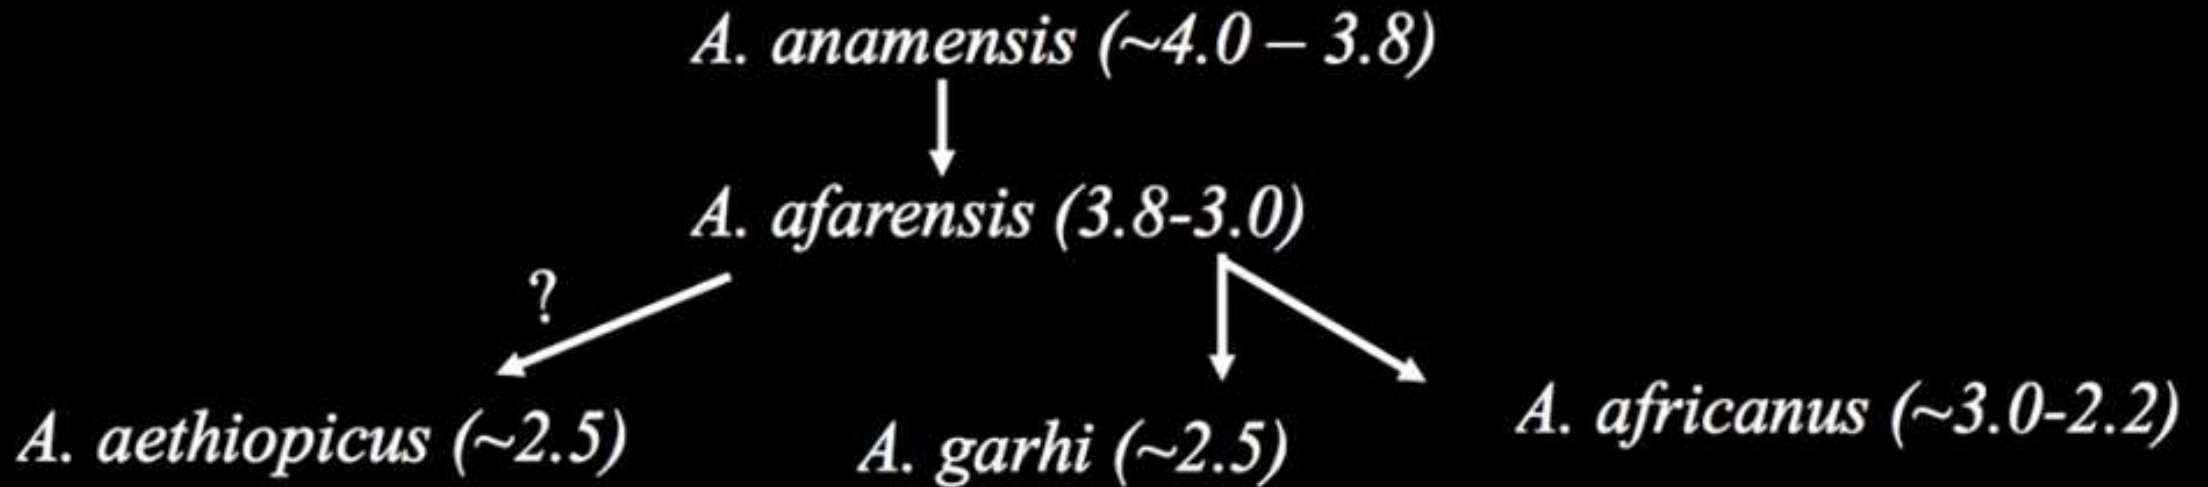 A. anamensis (~4.0 – 3.8)
A. afarensis (3.8-3.0)
?
A. aethiopicus (~2.5)
A. garhi (~2.5)
A. africanus (~3.0-2.2)